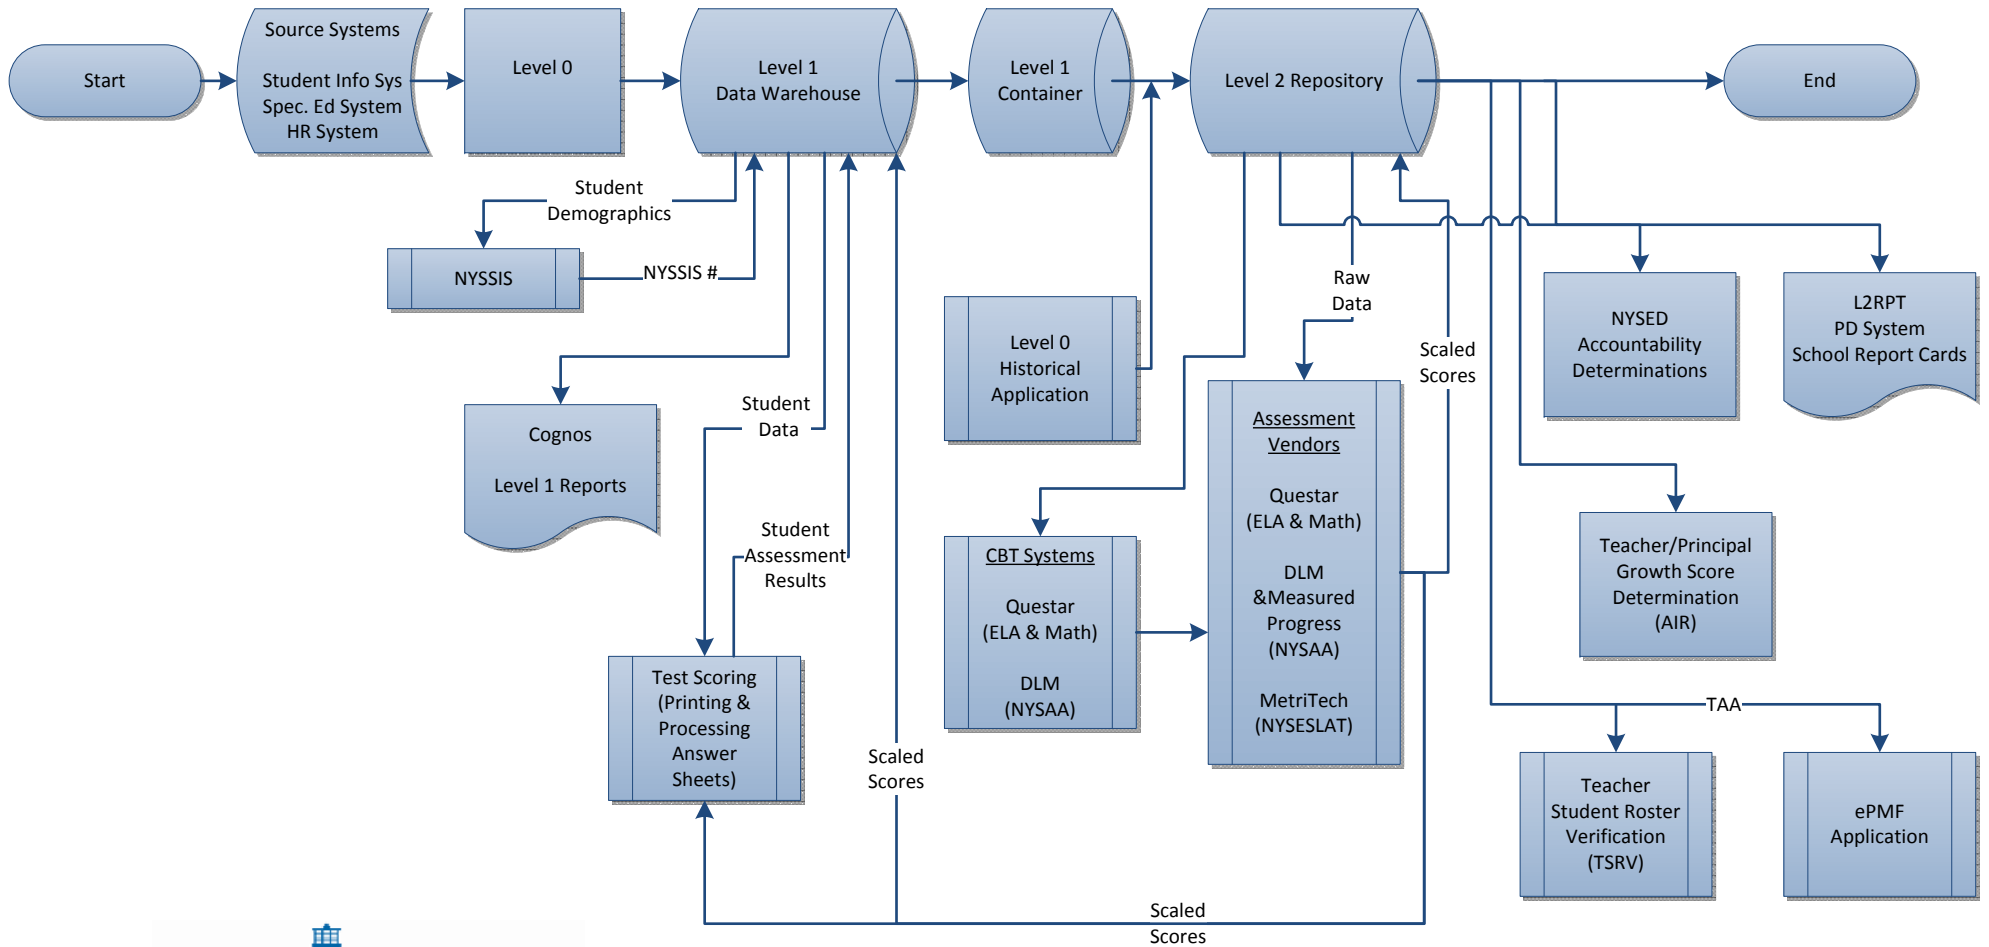 Start
Source Systems
Student Info Sys
Spec. Ed System
HR System
Level 0
Level 1
Data Warehouse
Level 1
Container
Level 2 Repository
End
Student
Demographics
NYSSIS
NYSSIS #
Cognos
Level 1 Reports
Student
Data
Student
Assessment
Results
Test Scoring
(Printing &
Processing
Answer
Sheets)
Scaled
Scores
Level 0
Historical
Application
CBT Systems
Questar
(ELA & Math)
DLM
(NYSAA)
Raw
Data
Assessment
Vendors
Questar
(ELA & Math)
DLM
&Measured
Progress
(NYSAA)
MetriTech
(NYSESLAT)
Scaled
Scores
Scaled
Scores
NYSED
Accountability
Determinations
L2RPT
PD System
School Report Cards
Teacher/Principal
Growth Score
Determination
(AIR)
TAA
Teacher
Student Roster
Verification
(TSRV)
ePMF
Application